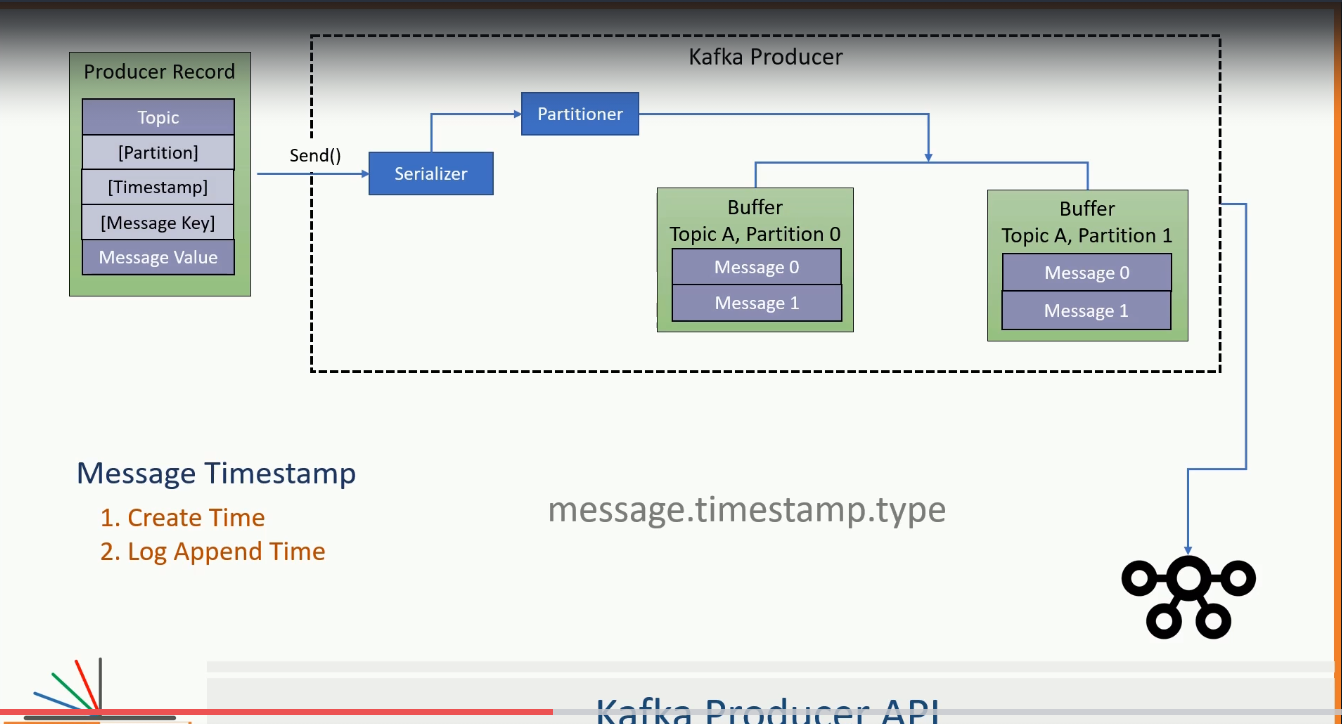 Kafka Producer
Producer Record
Topic
[Partition]
[Timestamp]
[Message Key]
Message Value
Send()
Serializer
Partitioner
Buffer
Topic A, Partition 0
Message 0
Message 1
Buffer
Topic A, Partition 1
Message 0
Message 1
Message Timestamp
1. Create Time
2. Log Append Time
message.timestamp.type
Kafka Producer API